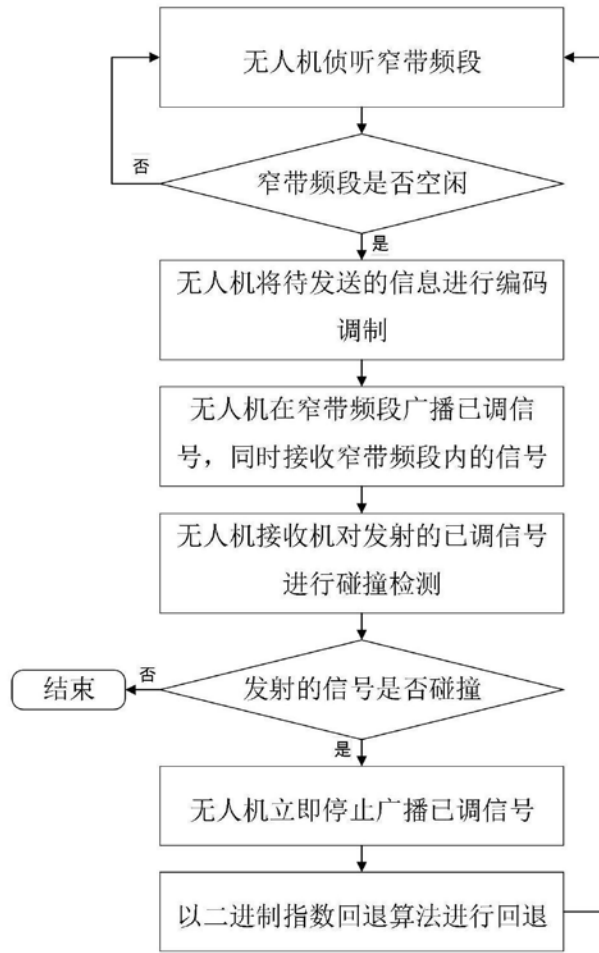 无人机侦听窄带频段
否
窄带频段是否空闲
是
无人机将待发送的信息进行编码
调制
无人机在窄带频段广播已调信
号，同时接收窄带频段内的信号
无人机接收机对发射的已调信号
进行碰撞检测
结束
否
发射的信号是否碰撞
是
无人机立即停止广播已调信号
以二进制指数回退算法进行回退